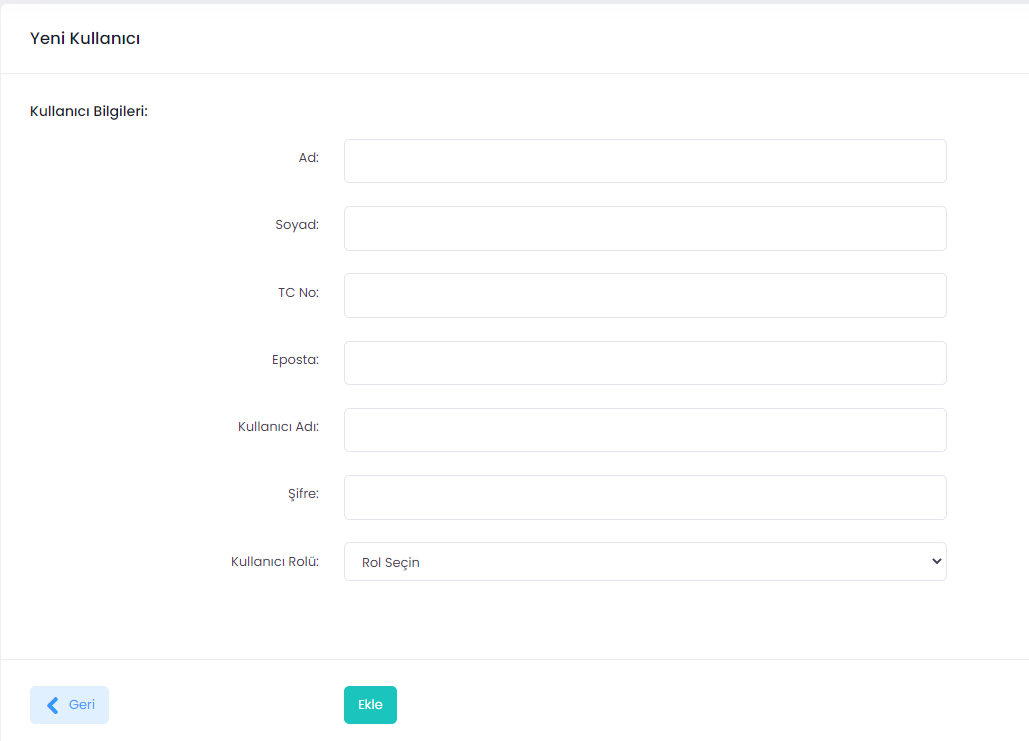 Yeni Kullanıcı
Kullanıcı Bilgileri:
Ad:
Soyad:
TC No:
Eposta:
Kullanıcı Adı:
Şifre:
Kullanıcı Rolü: Rol Seçin
Geri Ekle